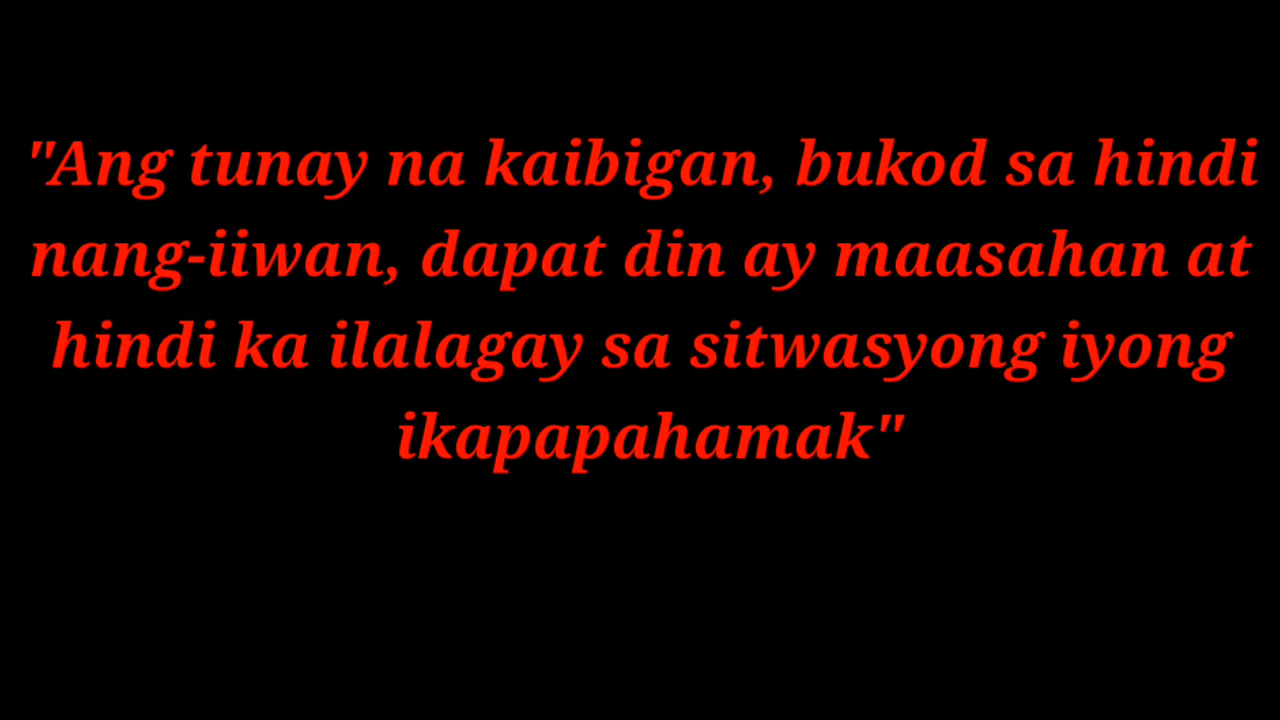 "Ang tunay na kaibigan, bukod sa hindi
nang-iiwan, dapat din ay maasahan at
hindi ka ilalagay sa sitwasyong iyong
ikapapahamak"